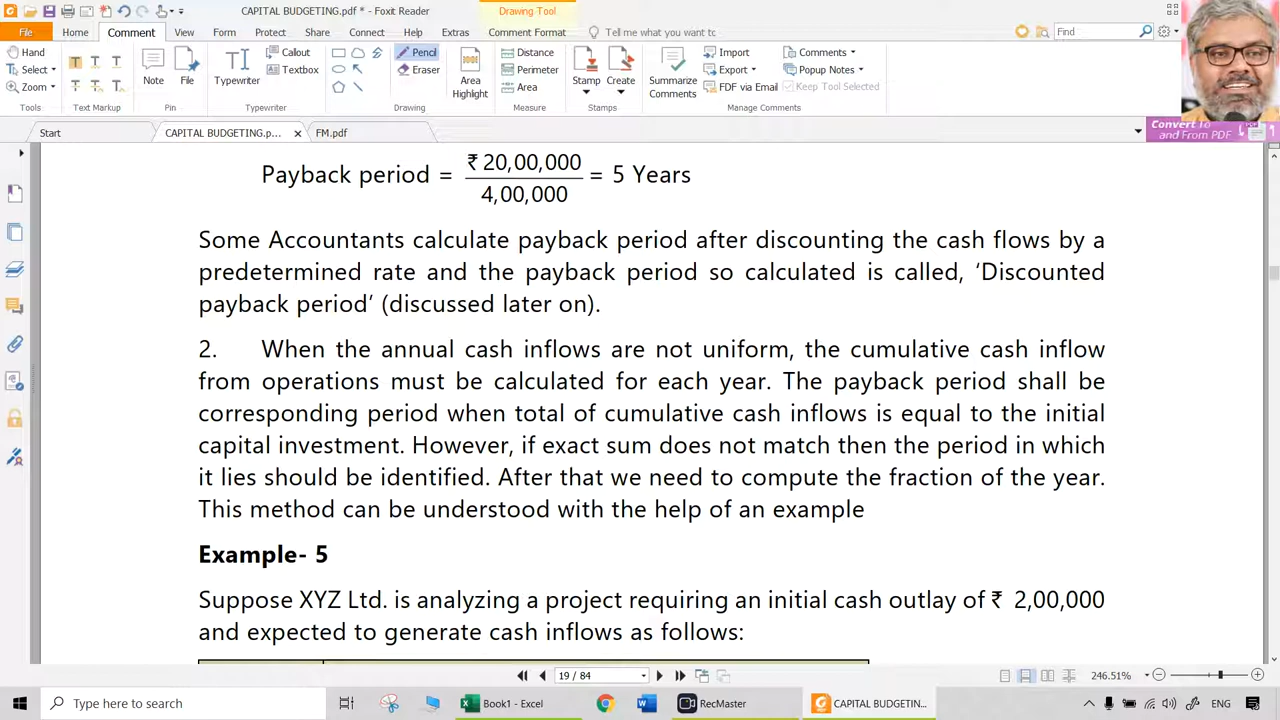 CAPITAL BUDGETING.pdf * - Foxit Reader
Drawing Tool
File Home Comment View Form Protect Share Connect Help Extras Comment Format Tell me what you want tc Find
Hand
Select
Zoom
Tools
Text Markup
Note
File
Pin
Typewriter
Callout
Textbox
Typewriter
Pencil
Eraser
Drawing
Area
Highlight
Distance
Perimeter
Area
Measure
Stamp
Create
Stamps
Summarize
Comments
Import
Export
FDF via Email
Comments
Popup Notes
Keep Tool Selected
Manage Comments
Start
CAPITAL BUDGETING.p...
FM.pdf
Convert To
and From PDF
Payback period = ₹ 20,00,000 / 4,00,000 = 5 Years
Some Accountants calculate payback period after discounting the cash flows by a
predetermined rate and the payback period so calculated is called, ‘Discounted
payback period’ (discussed later on).
2. When the annual cash inflows are not uniform, the cumulative cash inflow
from operations must be calculated for each year. The payback period shall be
corresponding period when total of cumulative cash inflows is equal to the initial
capital investment. However, if exact sum does not match then the period in which
it lies should be identified. After that we need to compute the fraction of the year.
This method can be understood with the help of an example
Example- 5
Suppose XYZ Ltd. is analyzing a project requiring an initial cash outlay of ₹ 2,00,000
and expected to generate cash inflows as follows:
19 / 84
246.51%
Type here to search
Book1 - Excel
RecMaster
CAPITAL BUDGETIN...
ENG